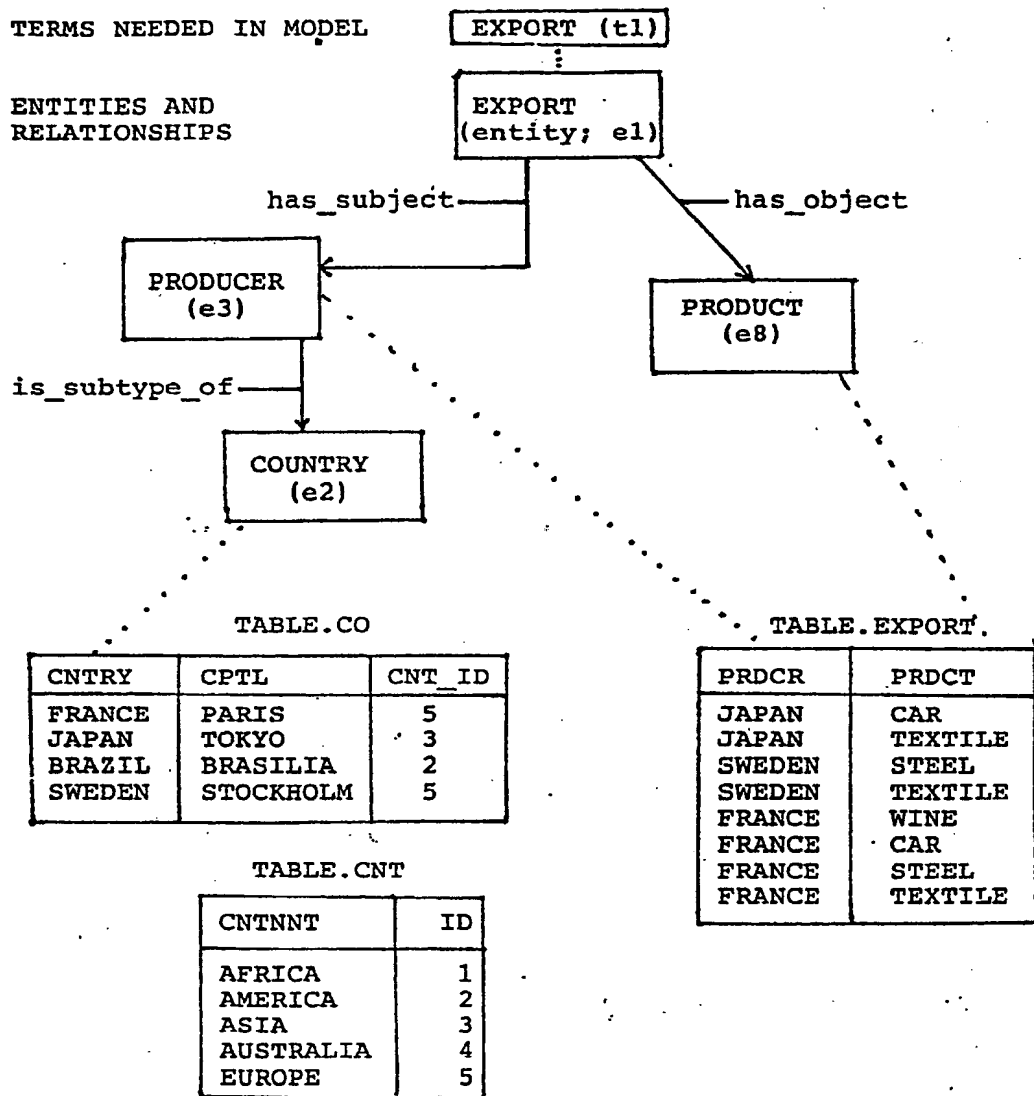 TERMS NEEDED IN MODEL
EXPORT (t1)
ENTITIES AND
RELATIONSHIPS
EXPORT
(entity; e1)
has_subject
has_object
PRODUCER
(e3)
PRODUCT
(e8)
is_subtype_of
COUNTRY
(e2)
TABLE.CO
CNTRY CPTL CNT_ID
FRANCE PARIS 5
JAPAN TOKYO 3
BRAZIL BRASILIA 2
SWEDEN STOCKHOLM 5
TABLE.EXPORT
PRDCR PRDCT
JAPAN CAR
JAPAN TEXTILE
SWEDEN STEEL
SWEDEN TEXTILE
FRANCE WINE
FRANCE CAR
FRANCE STEEL
FRANCE TEXTILE
TABLE.CNT
CNTNNT ID
AFRICA 1
AMERICA 2
ASIA 3
AUSTRALIA 4
EUROPE 5